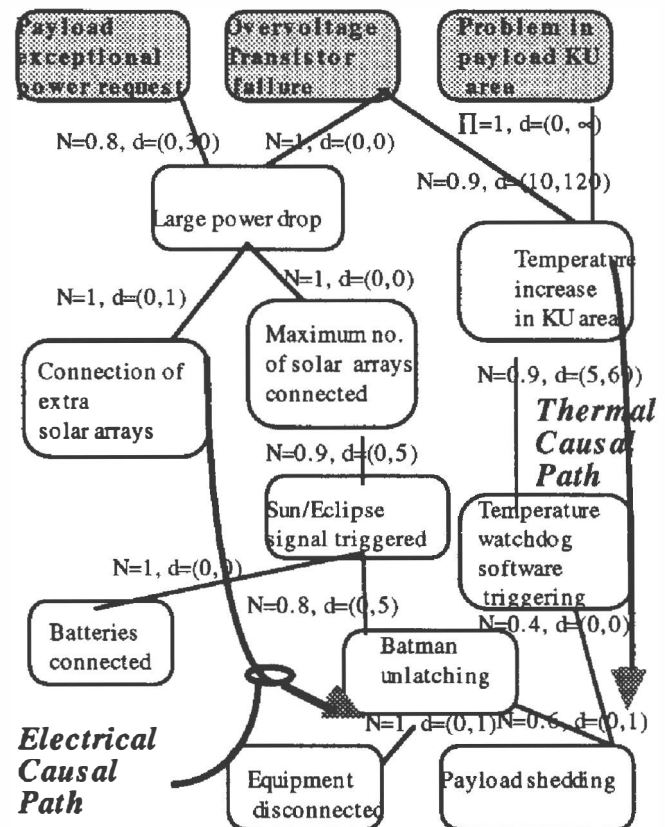 Payload
exceptional
power request
Overvoltage
Transistor
failure
Problem in
payload KU
area
N=0.8, d=(0,30)
N=1, d=(0,0)
∏=1, d=(0, ∞)
N=0.9, d=(10,120)
Large power drop
Temperature
increase
in KU area
N=1, d=(0,1)
N=1, d=(0,0)
Connection of
extra
solar arrays
Maximum no.
of solar arrays
connected
N=0.9, d=(5,60)
Thermal
Causal
Path
N=0.9, d=(0,5)
Sun/Eclipse
signal triggered
Temperature
watchdog
software
triggering
N=1, d=(0,0)
N=0.8, d=(0,5)
N=0.4, d=(0,0)
Batteries
connected
Batman
unlatching
N=1, d=(0,1)
N=0.6, d=(0,1)
Electrical
Causal
Path
Equipment
disconnected
Payload shedding